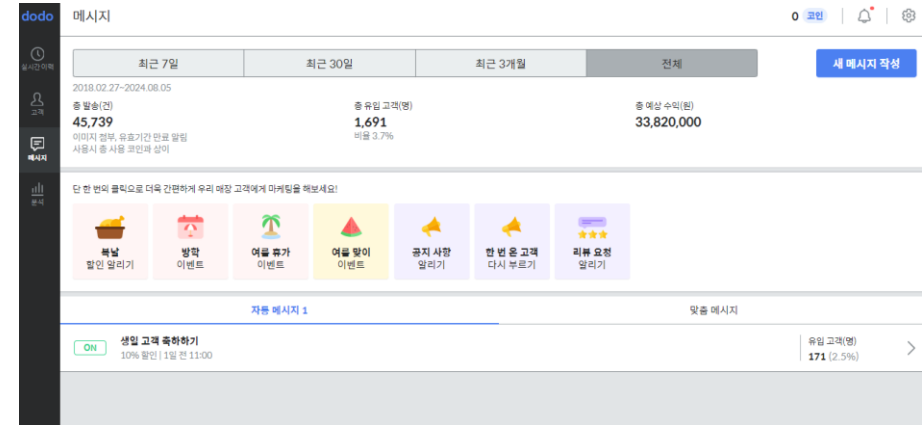 dodo
메시지
0 코인
실시간이력
고객
메시지
분석
최근 7일
최근 30일
최근 3개월
전체
새 메시지 작성
2018.02.27~2024.08.05
총 발송(건)
45,739
이미지 첨부, 유효기간 만료 알림
사용시 총 사용 코인과 상이
총 유입 고객(명)
1,691
비율 3.7%
총 예상 수익(원)
33,820,000
단 한 번의 클릭으로 더욱 간편하게 우리 매장 고객에게 마케팅을 해보세요!
복날
할인 알리기
방학
이벤트
여름 휴가
이벤트
여름 맞이
이벤트
공지 사항
알리기
한 번 온 고객
다시 부르기
리뷰 요청
알리기
자동 메시지 1
맞춤 메시지
ON
생일 고객 축하하기
10% 할인 | 1일 전 11:00
유입 고객(명)
171 (2.5%)